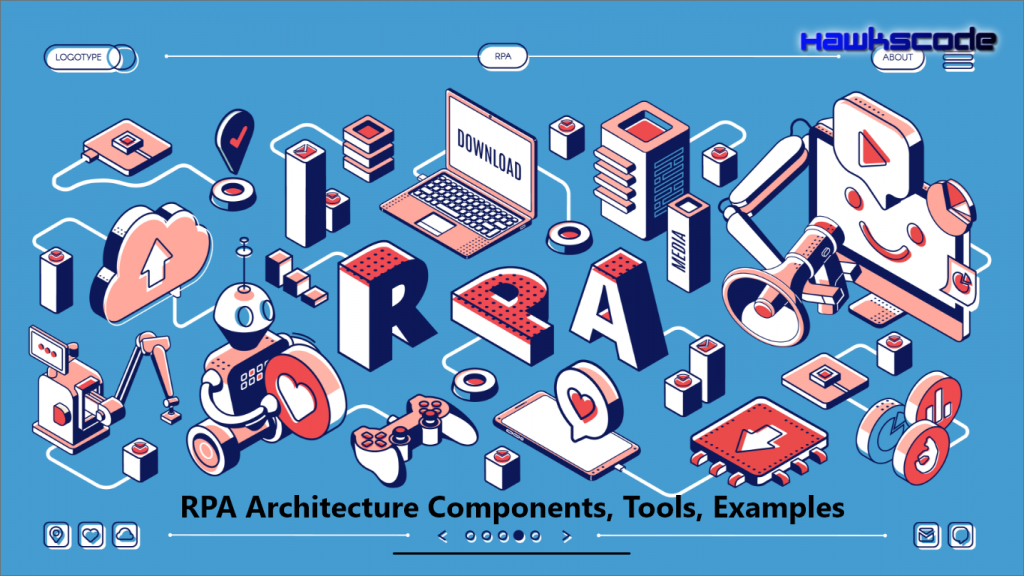 HAWKSCODE
LOGOTYPE
RPA
ABOUT
DOWNLOAD
MEDIA
RPA
RPA Architecture Components, Tools, Examples